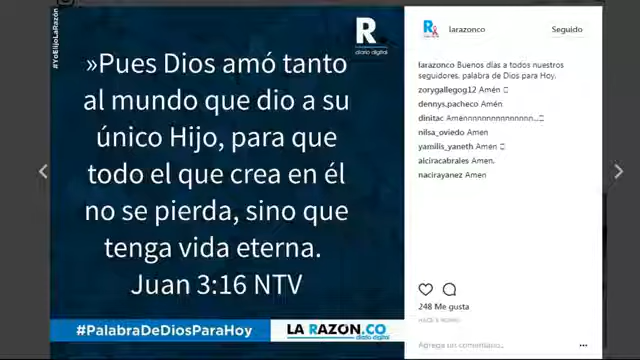 #YoElijoLaRazón
R
diario digital
»Pues Dios amó tanto
al mundo que dio a su
único Hijo, para que
todo el que crea en él
no se pierda, sino que
tenga vida eterna.
Juan 3:16 NTV
#PalabraDeDiosParaHoy
LA RAZÓN.CO
diario digital
larazonco
Seguido
larazonco Buenos días a todos nuestros
seguidores, palabra de Dios para Hoy.
zorygallegog12 Amén
dennys.pacheco Amén
dinitac Amennnnnnnnnnnnnnn...
nilsa_oviedo Amen
yamilis_yaneth Amen
alciracabrales Amen.
nacirayanez Amen
248 Me gusta
Agrega un comentario...